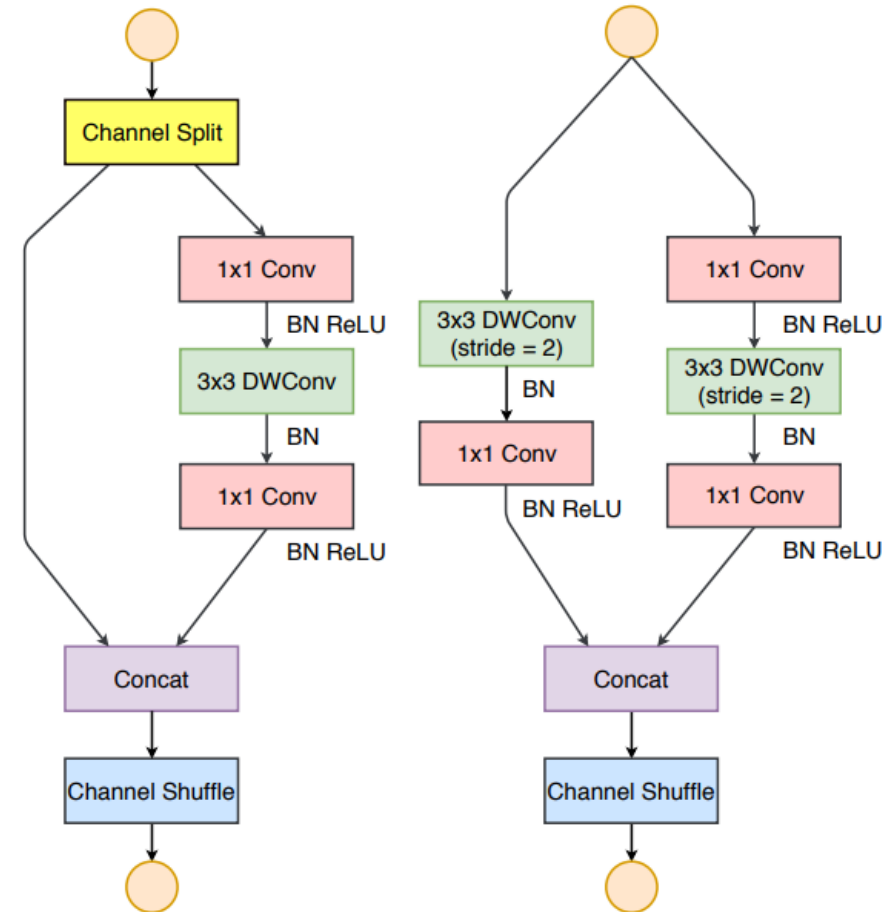 Channel Split
1x1 Conv
BN ReLU
3x3 DWConv
BN
1x1 Conv
BN ReLU
Concat
Channel Shuffle
3x3 DWConv
(stride = 2)
BN
1x1 Conv
BN ReLU
1x1 Conv
BN ReLU
3x3 DWConv
(stride = 2)
BN
1x1 Conv
BN ReLU
Concat
Channel Shuffle